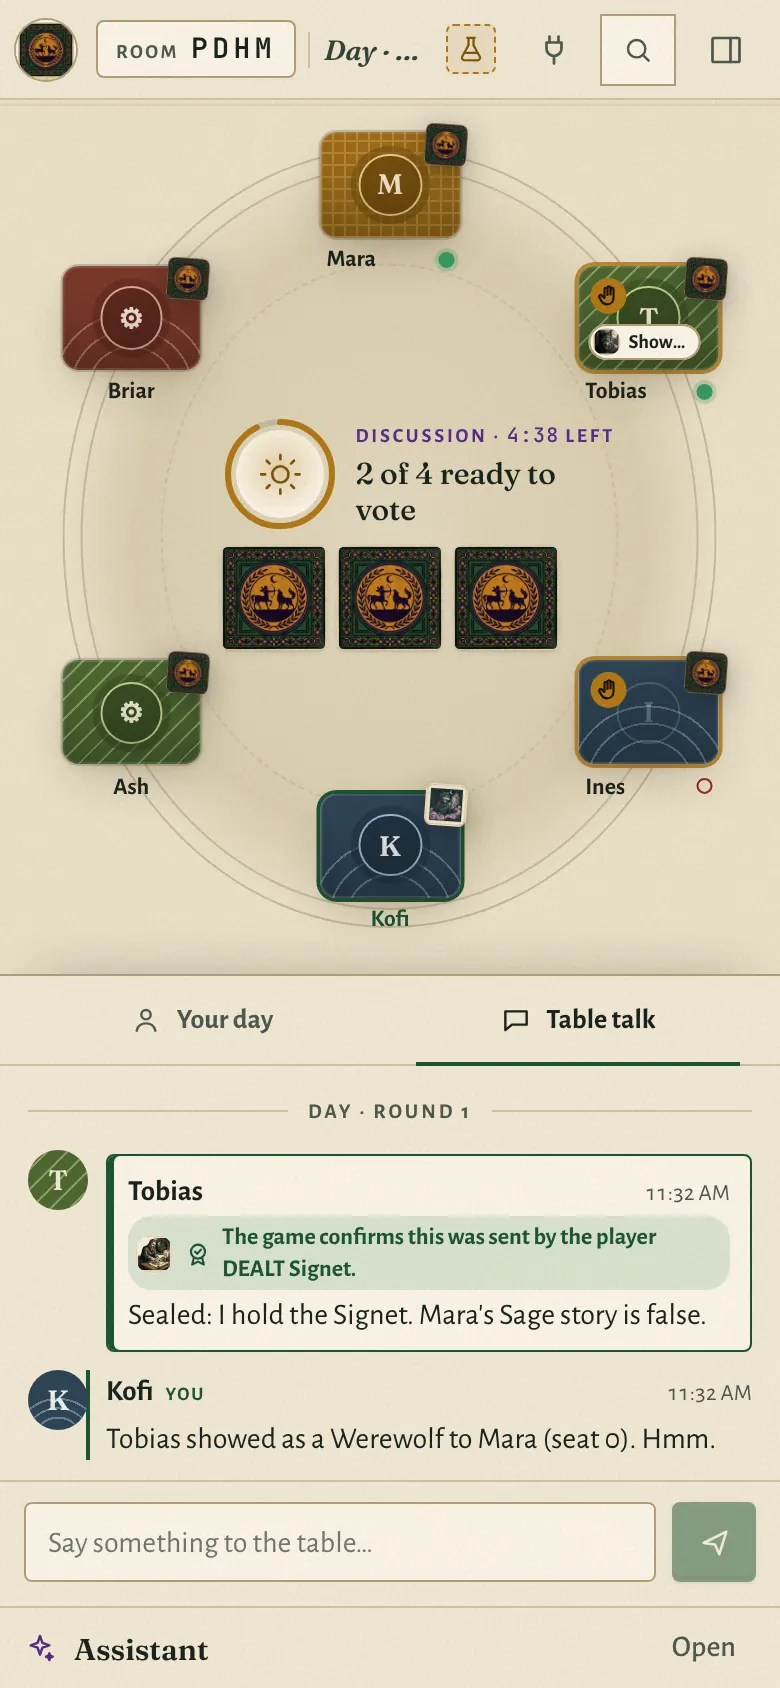 ROOM PDHM
Day · ...
M
Mara
Briar
T
Show...
Tobias
DISCUSSION · 4:38 LEFT
2 of 4 ready to
vote
Ash
I
Ines
K
Kofi
Your day
Table talk
DAY · ROUND 1
T
Tobias
11:32 AM
The game confirms this was sent by the player
DEALT Signet.
Sealed: I hold the Signet. Mara's Sage story is false.
K
Kofi YOU
11:32 AM
Tobias showed as a Werewolf to Mara (seat 0). Hmm.
Say something to the table...
Assistant
Open